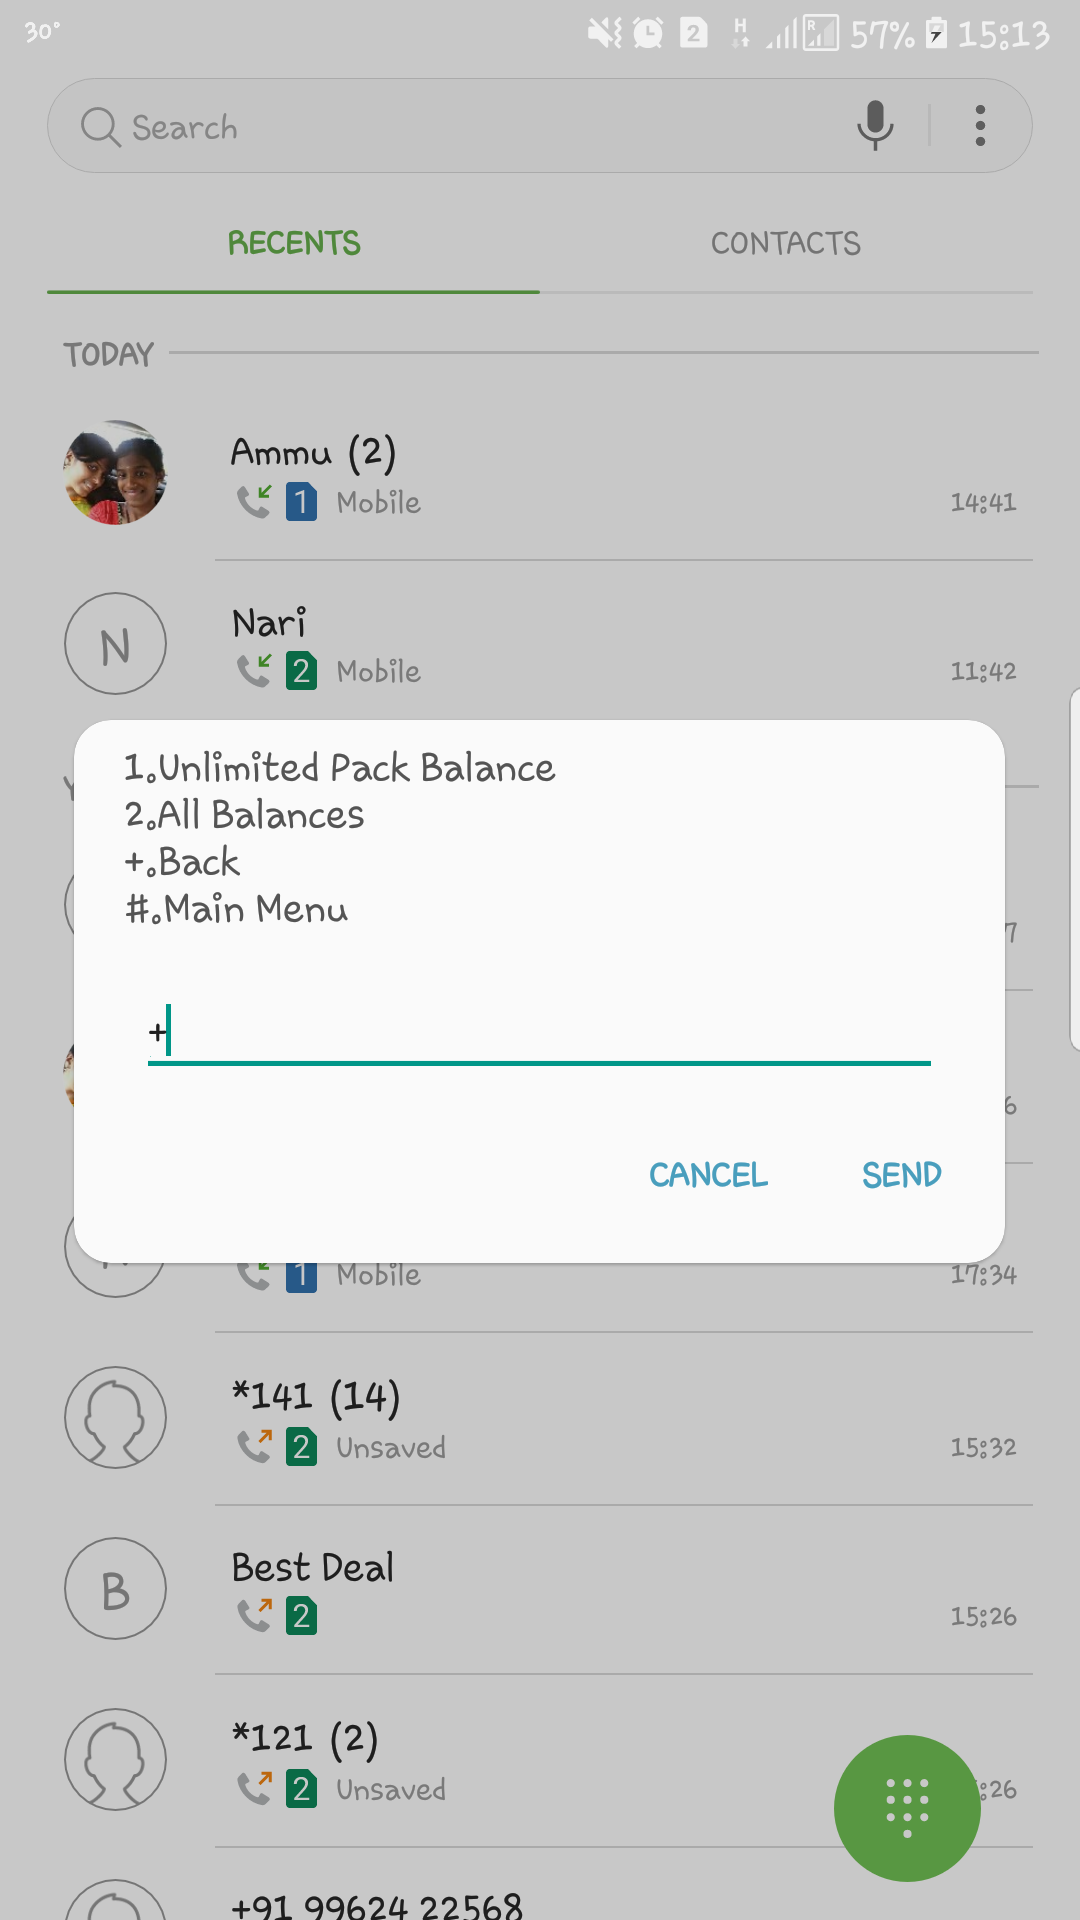 30°
2 H R 57% 15:13
Search
RECENTS CONTACTS
TODAY
Ammu (2)
1 Mobile 14:41
N Nari
2 Mobile 11:42
1.Unlimited Pack Balance
2.All Balances
+.Back
#.Main Menu
+
CANCEL SEND
1 Mobile 17:34
*141 (14)
2 Unsaved 15:32
B Best Deal
2 15:26
*121 (2)
2 Unsaved :26
+91 99624 22568